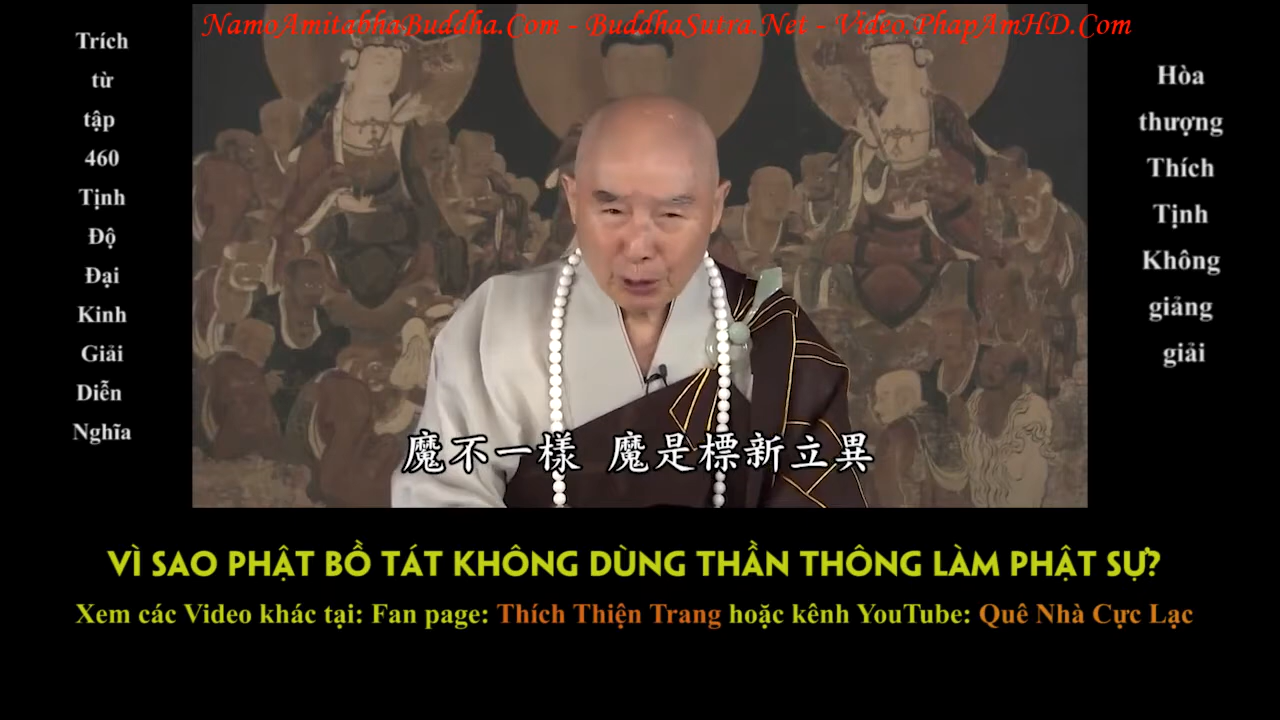 NamoAmitabhaBuddha.Com - BuddhaSutra.Net - Video.PhapAmHD.Com
Trích
từ
tập
460
Tịnh
Độ
Đại
Kinh
Giải
Diễn
Nghĩa
Hòa
thượng
Thích
Tịnh
Không
giảng
giải
魔不一樣 魔是標新立異
VÌ SAO PHẬT BỒ TÁT KHÔNG DÙNG THẦN THÔNG LÀM PHẬT SỰ?
Xem các Video khác tại: Fan page: Thích Thiện Trang hoặc kênh YouTube: Quê Nhà Cực Lạc